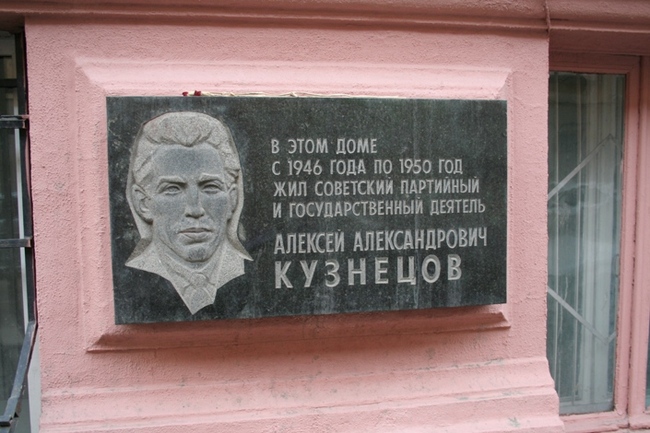 В ЭТОМ ДОМЕ
С 1946 ГОДА ПО 1950 ГОД
ЖИЛ СОВЕТСКИЙ ПАРТИЙНЫЙ
И ГОСУДАРСТВЕННЫЙ ДЕЯТЕЛЬ
АЛЕКСЕЙ АЛЕКСАНДРОВИЧ
КУЗНЕЦОВ